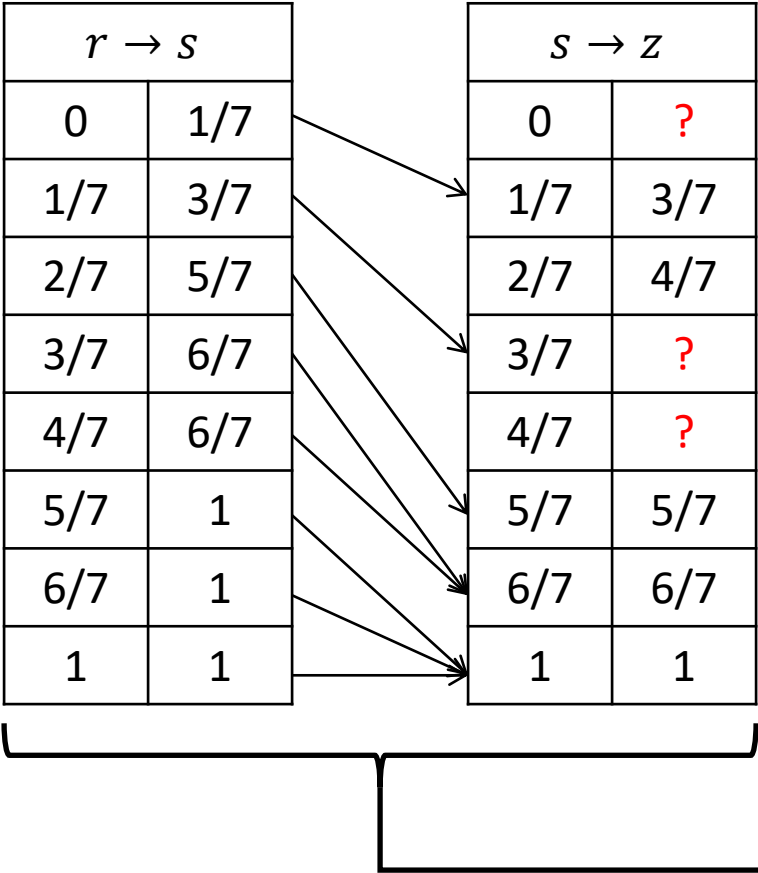 r → s s → z
0 1/7 0 ?
1/7 3/7 1/7 3/7
2/7 5/7 2/7 4/7
3/7 6/7 3/7 ?
4/7 6/7 4/7 ?
5/7 1 5/7 5/7
6/7 1 6/7 6/7
1 1 1 1